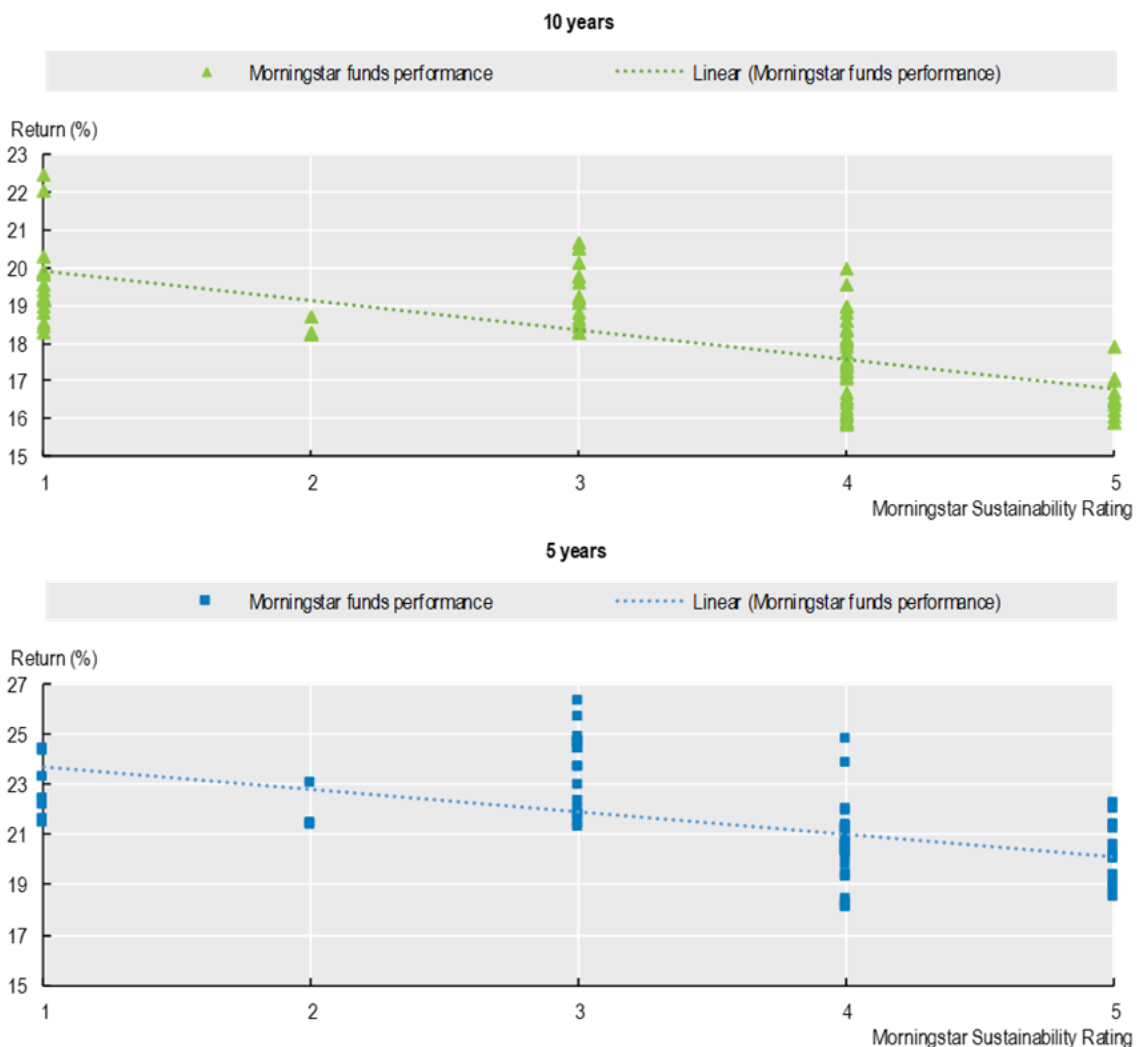 10 years
Morningstar funds performance Linear (Morningstar funds performance)
Return (%)
23
22
21
20
19
18
17
16
15
1 2 3 4 5
Morningstar Sustainability Rating
5 years
Morningstar funds performance Linear (Morningstar funds performance)
Return (%)
27
25
23
21
19
17
15
1 2 3 4 5
Morningstar Sustainability Rating